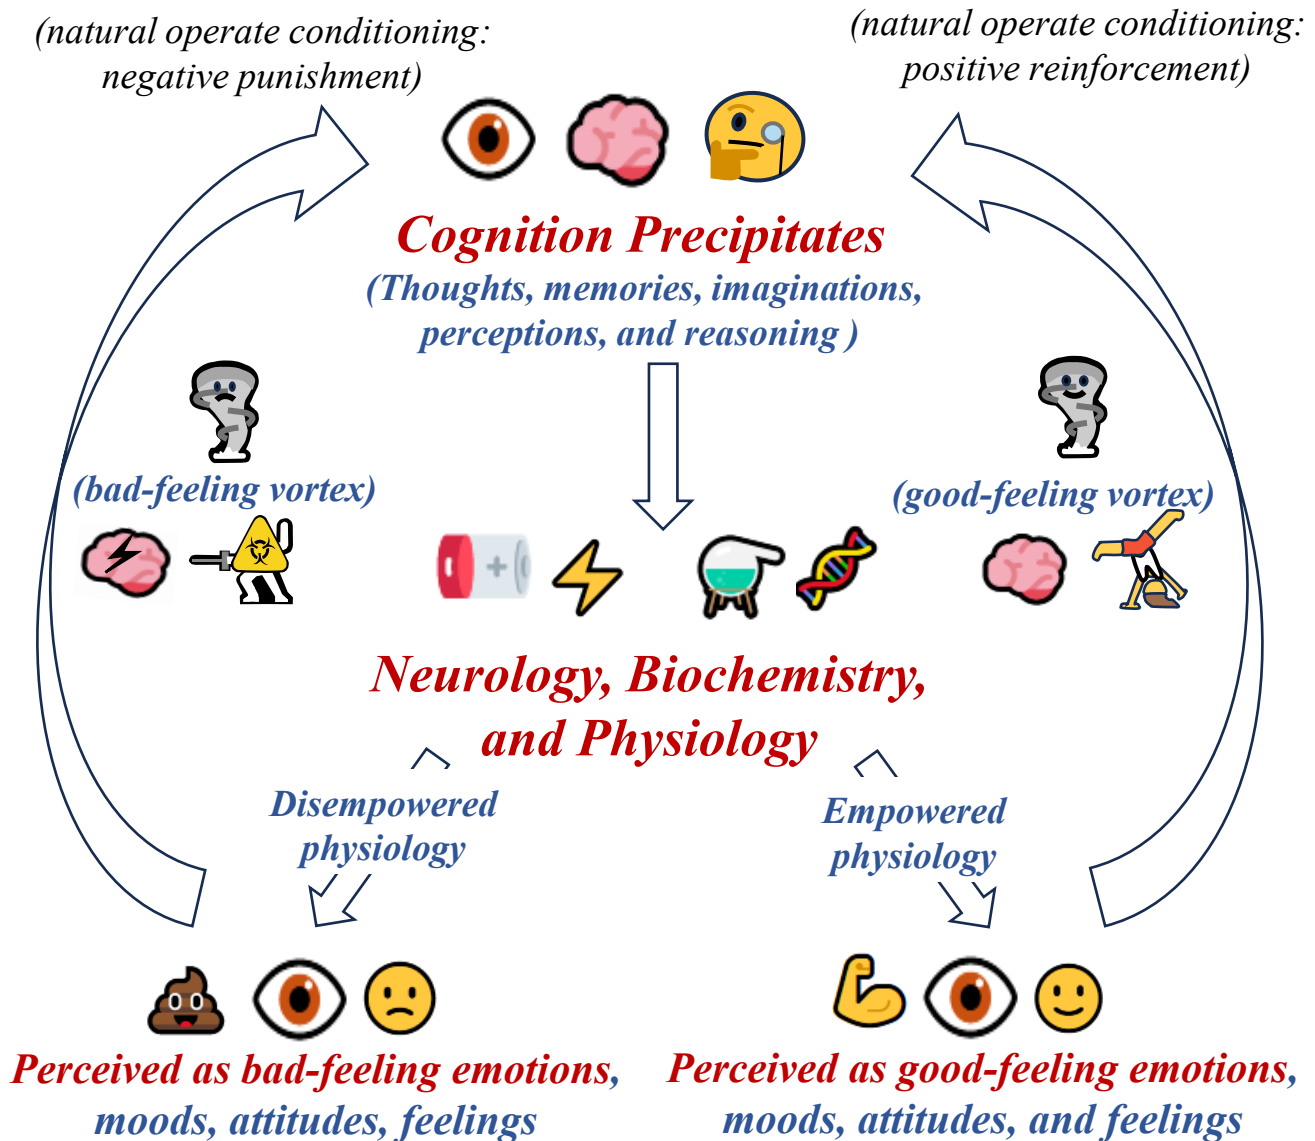 (natural operate conditioning:
negative punishment)
(natural operate conditioning:
positive reinforcement)
Cognition Precipitates
(Thoughts, memories, imaginations,
perceptions, and reasoning )
(bad-feeling vortex)
(good-feeling vortex)
Neurology, Biochemistry,
and Physiology
Disempowered
physiology
Empowered
physiology
Perceived as bad-feeling emotions,
moods, attitudes, feelings
Perceived as good-feeling emotions,
moods, attitudes, and feelings